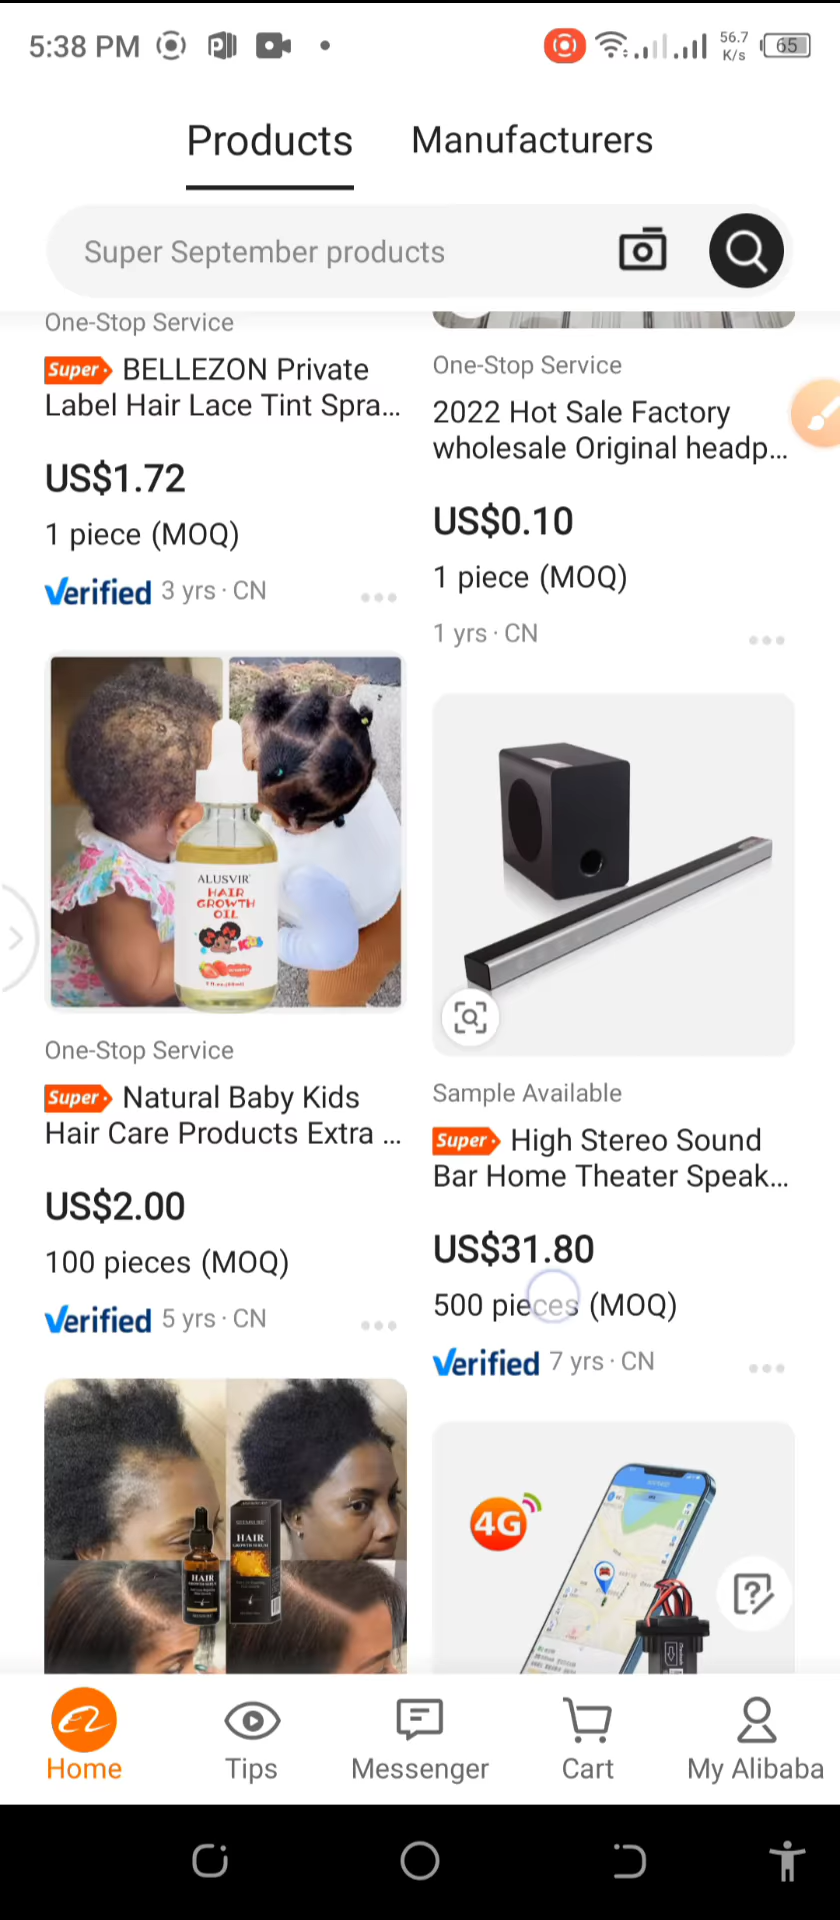 5:38 PM
56.7
K/s
65
Products
Manufacturers
Super September products
One-Stop Service
Super BELLEZON Private
Label Hair Lace Tint Spra...
US$1.72
1 piece (MOQ)
Verified 3 yrs · CN
One-Stop Service
2022 Hot Sale Factory
wholesale Original headp...
US$0.10
1 piece (MOQ)
1 yrs · CN
ALUSVIR
HAIR
GROWTH
OIL
KIDS
One-Stop Service
Super Natural Baby Kids
Hair Care Products Extra ...
US$2.00
100 pieces (MOQ)
Verified 5 yrs · CN
Sample Available
Super High Stereo Sound
Bar Home Theater Speak...
US$31.80
500 pieces (MOQ)
Verified 7 yrs · CN
HAIR
HAIR
4G
Home
Tips
Messenger
Cart
My Alibaba